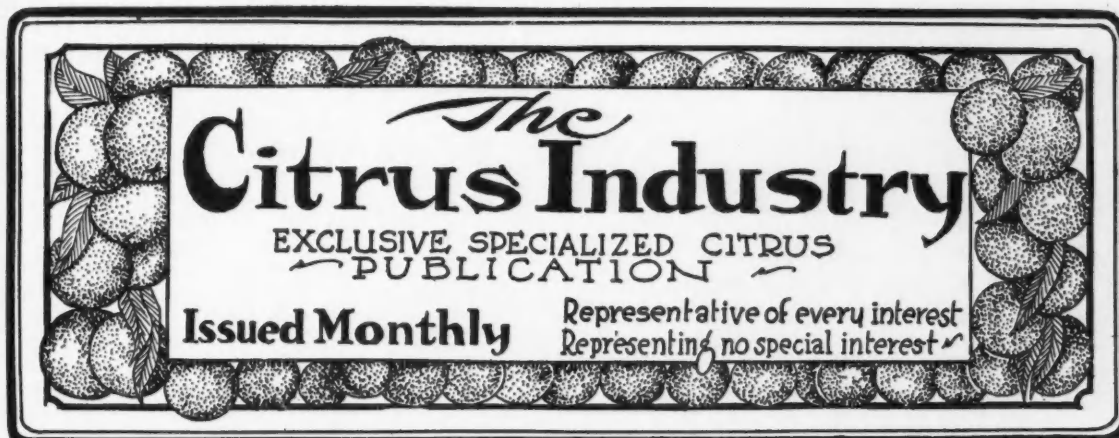 The
Citrus Industry
EXCLUSIVE SPECIALIZED CITRUS
PUBLICATION
Issued Monthly
Representative of every interest
Representing no special interest